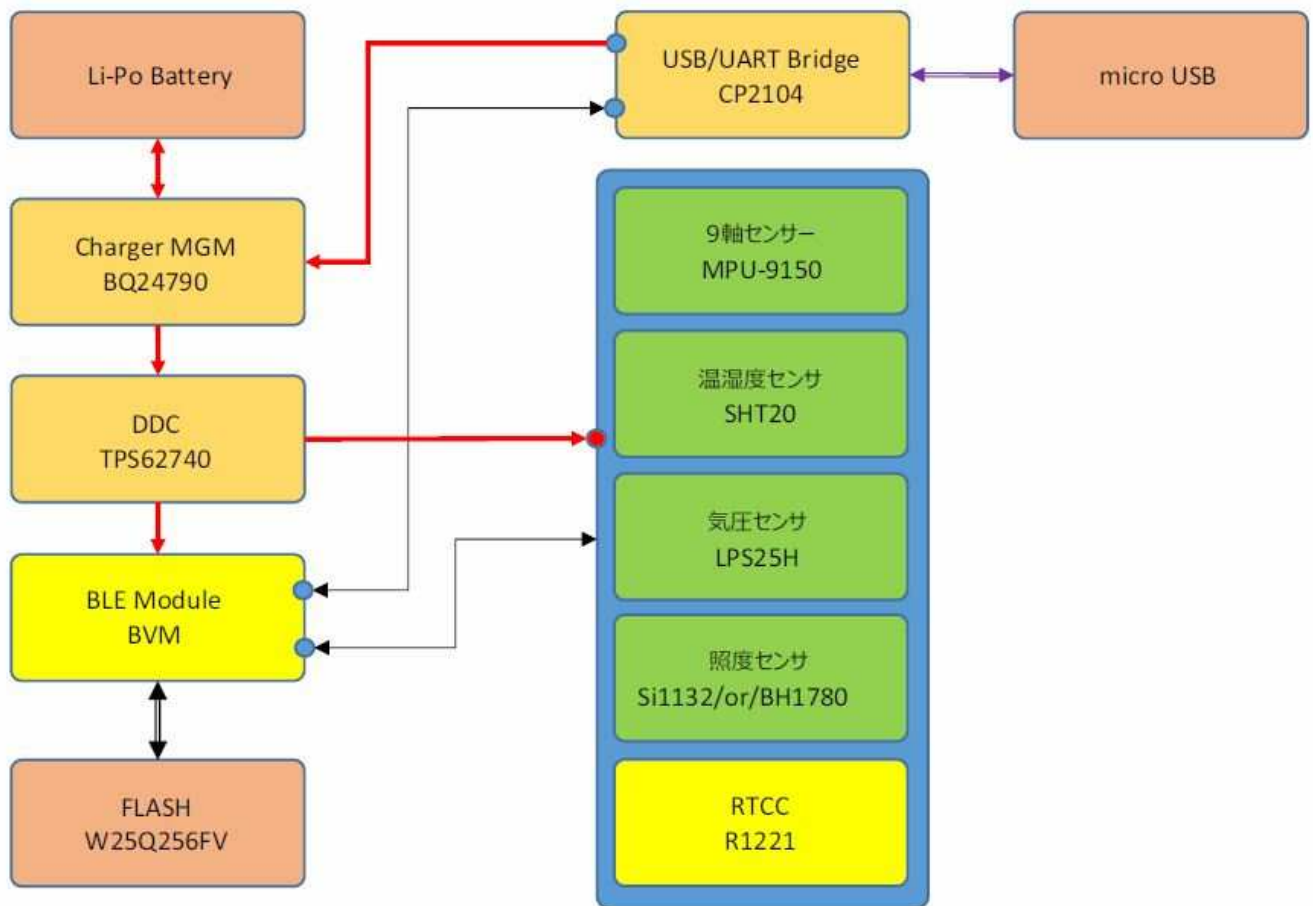 Li-Po Battery
USB/UART Bridge
CP2104
micro USB
Charger MGM
BQ24790
9軸センサー
MPU-9150
温湿度センサ
SHT20
DDC
TPS62740
気圧センサ
LPS25H
BLE Module
BVM
照度センサ
Si1132/or/BH1780
FLASH
W25Q256FV
RTCC
R1221